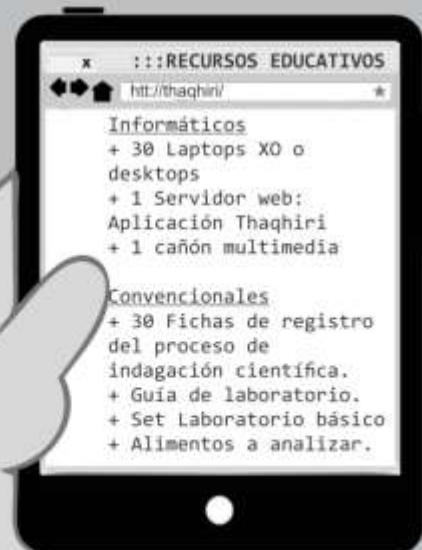 x :::RECURSOS EDUCATIVOS
htt://thaqhiri/
Informáticos
+ 30 Laptops XO o
desktops
+ 1 Servidor web:
Aplicación Thaqhiri
+ 1 cañón multimedia
Convencionales
+ 30 Fichas de registro
del proceso de
indagación científica.
+ Guía de laboratorio.
+ Set Laboratorio básico
+ Alimentos a analizar.